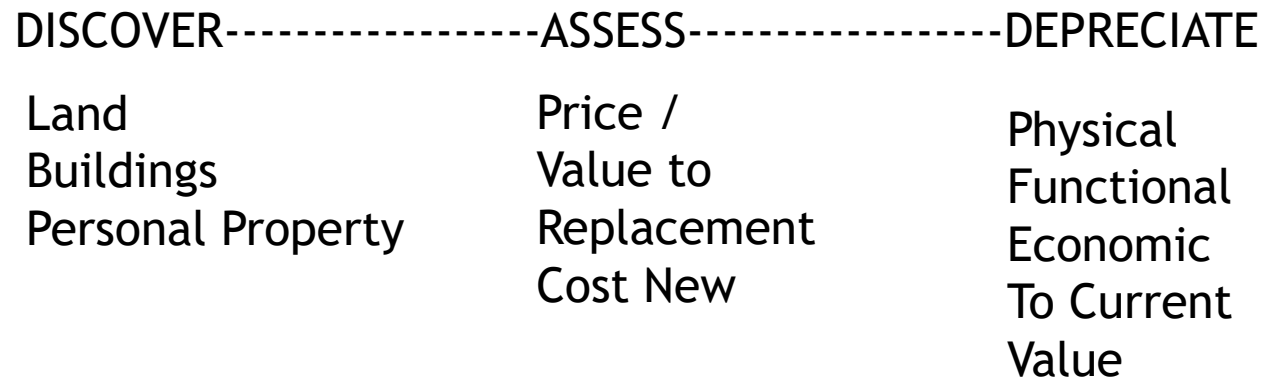 DISCOVER------------------ASSESS------------------DEPRECIATE
Land
Buildings
Personal Property
Price /
Value to
Replacement
Cost New
Physical
Functional
Economic
To Current
Value